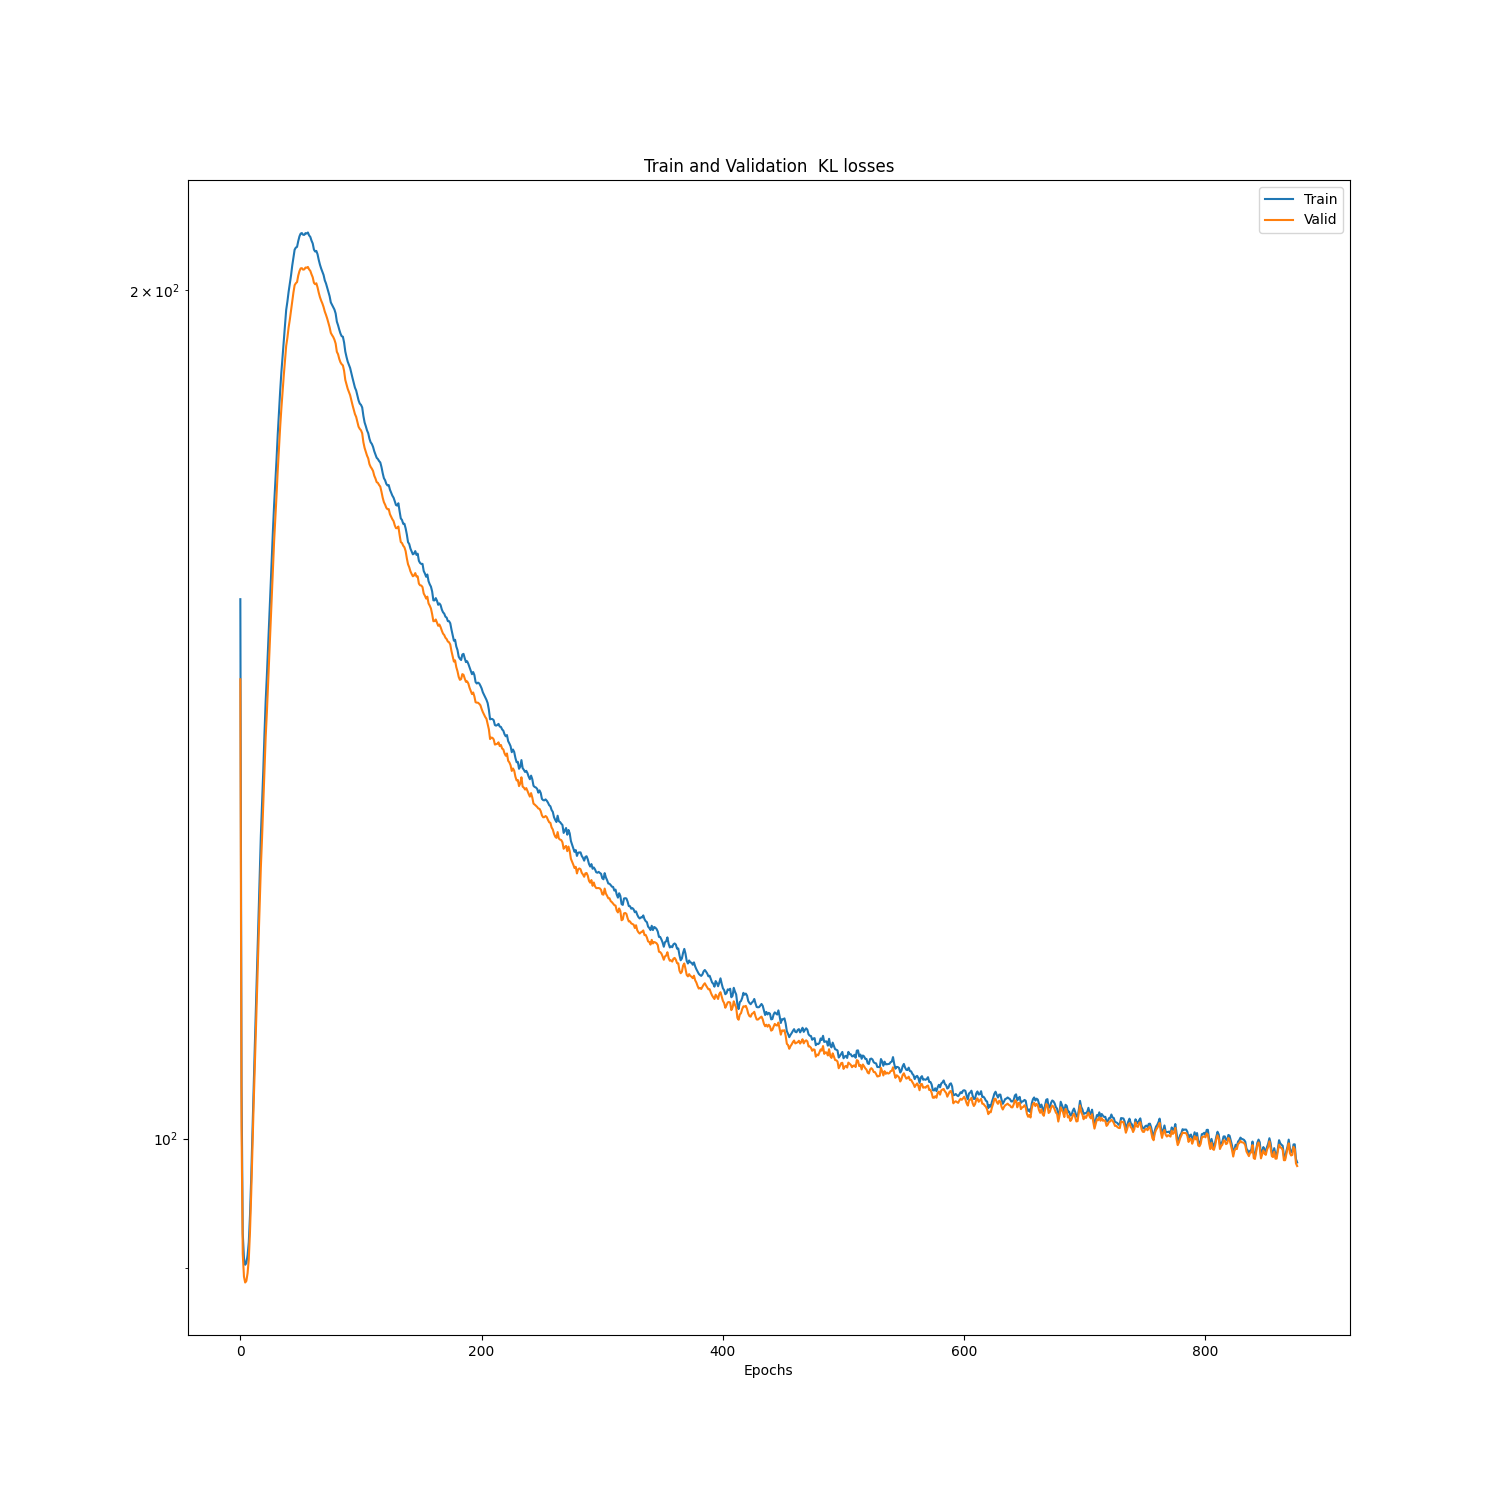 Train and Validation  KL losses
Train
Valid
2 × 10²
10²
0 200 400 600 800
Epochs